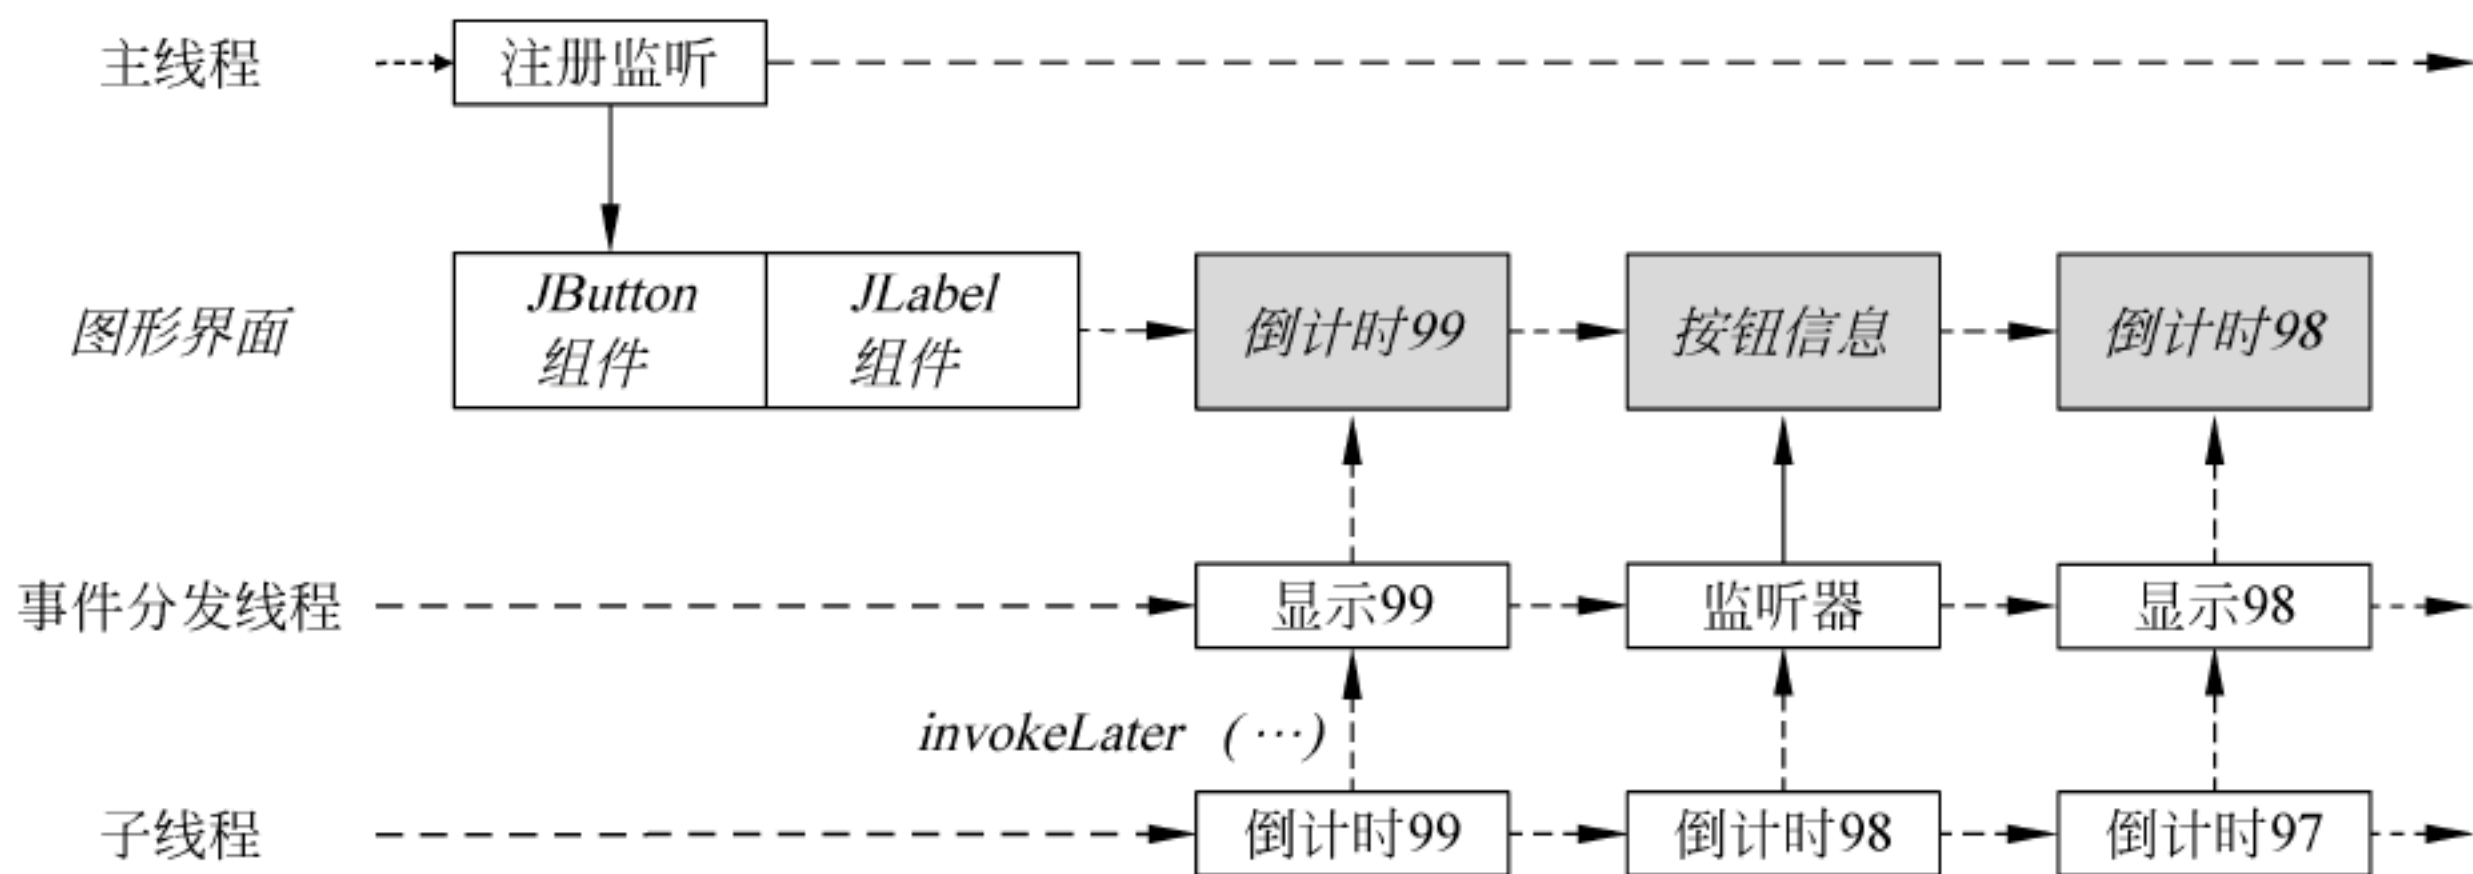 主线程
注册监听
图形界面
JButton
组件
JLabel
组件
倒计时99
按钮信息
倒计时98
事件分发线程
显示99
监听器
显示98
invokeLater (…)
子线程
倒计时99
倒计时98
倒计时97